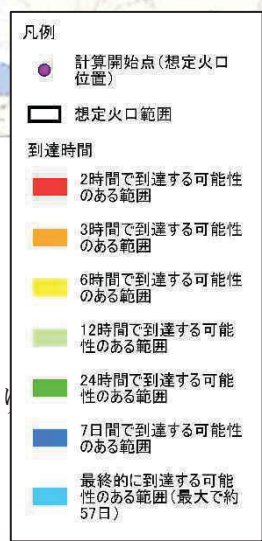 凡例
計算開始点(想定火口
位置)
想定火口範囲
到達時間
2時間で到達する可能性
のある範囲
3時間で到達する可能性
のある範囲
6時間で到達する可能性
のある範囲
12時間で到達する可能
性のある範囲
24時間で到達する可能
性のある範囲
7日間で到達する可能性
のある範囲
最終的に到達する可能
性のある範囲(最大で約
57日)